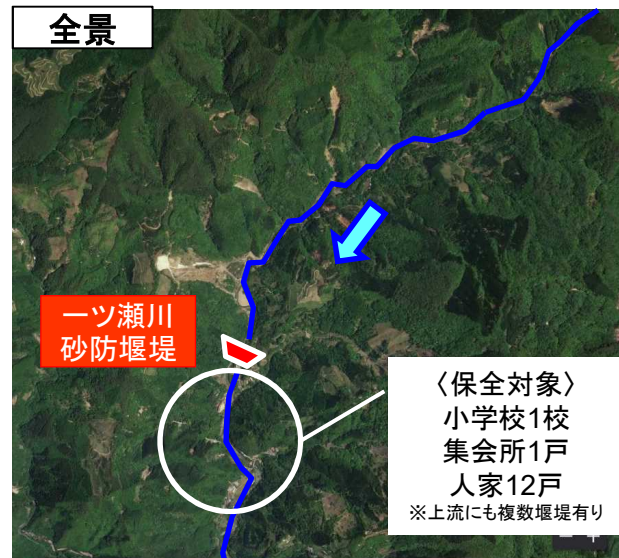 全景
一ツ瀬川
砂防堰堤
〈保全対象〉
小学校1校
集会所1戸
人家12戸
※上流にも複数堰堤有り